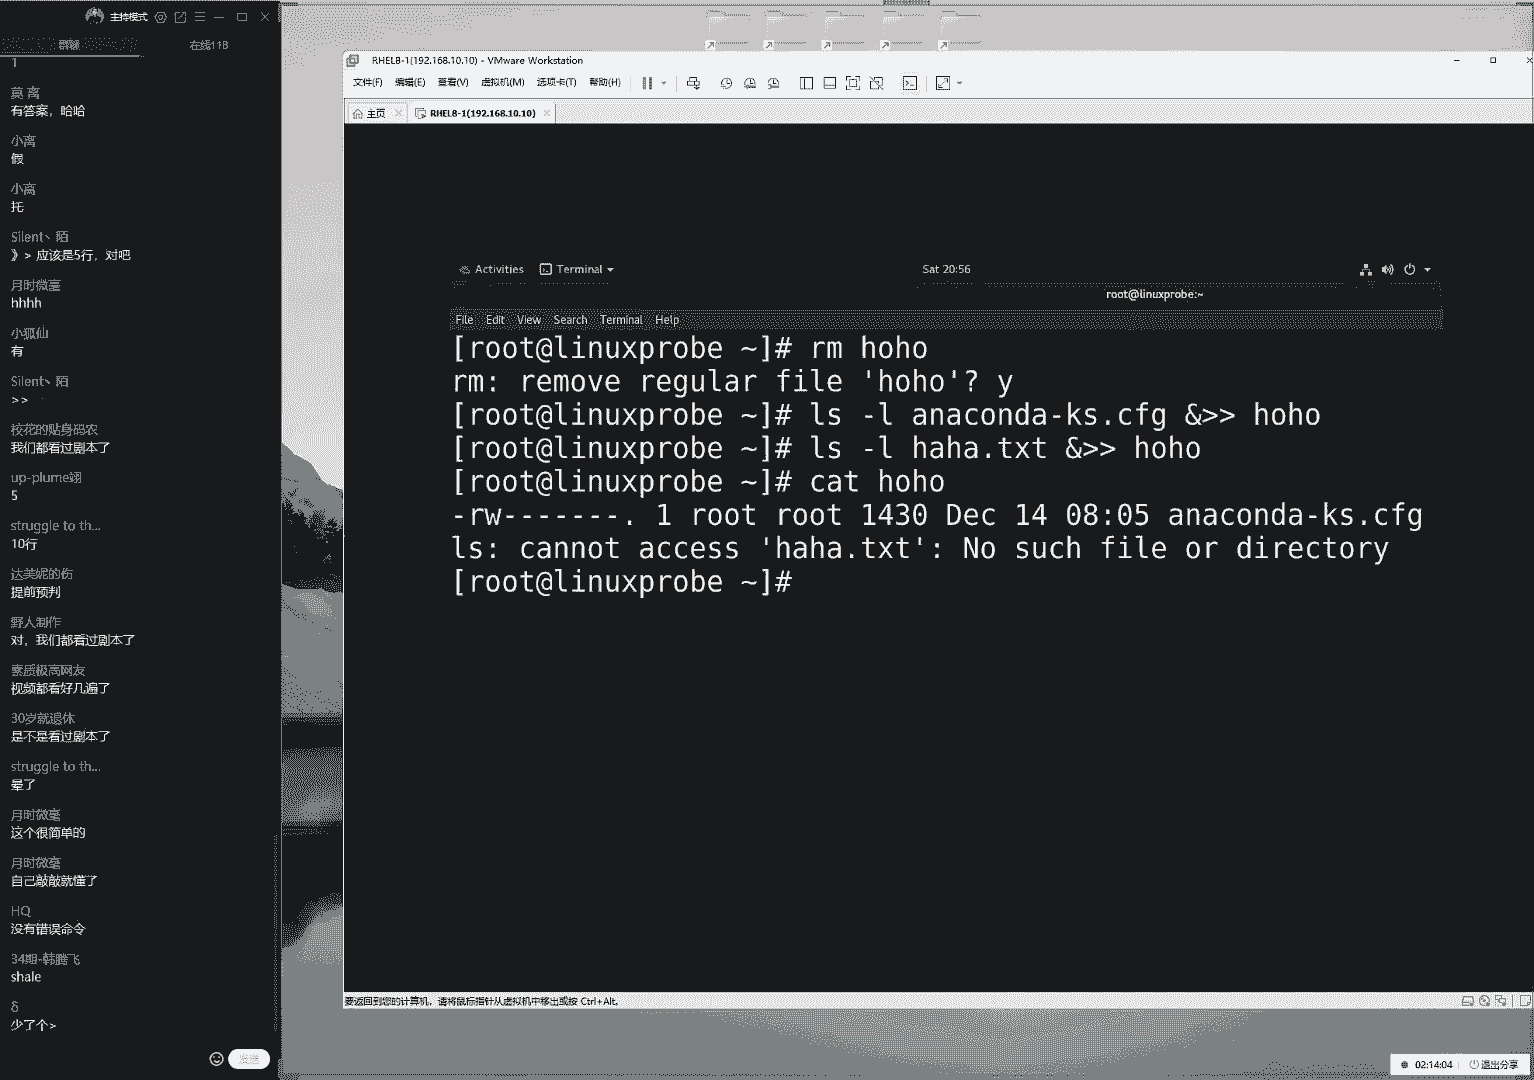 主持模式
群聊
在线118
1
莫 离
有答案，哈哈
小离
假
小离
托
Silent丶陌
》> 应该是5行，对吧
月时微毫
hhhh
小狐仙
有
Silent丶陌
>>
校花的贴身码农
我们都看过剧本了
up-plume翊
5
struggle to th...
10行
达芙妮的伤
提前预判
野人制作
对，我们都看过剧本了
素质极高网友
视频都看好几遍了
30岁就退休
是不是看过剧本了
struggle to th...
晕了
月时微毫
这个很简单的
月时微毫
自己敲敲就懂了
HQ
没有错误命令
34期-韩腾飞
shale
δ
少了个>
发送
RHEL8-1(192.168.10.10) - VMware Workstation
文件(F) 编辑(E) 查看(V) 虚拟机(M) 选项卡(T) 帮助(H)
主页 RHEL8-1(192.168.10.10)
Activities Terminal Sat 20:56
root@linuxprobe:~
File Edit View Search Terminal Help
[root@linuxprobe ~]# rm hoho
rm: remove regular file 'hoho'? y
[root@linuxprobe ~]# ls -l anaconda-ks.cfg &>> hoho
[root@linuxprobe ~]# ls -l haha.txt &>> hoho
[root@linuxprobe ~]# cat hoho
-rw-------. 1 root root 1430 Dec 14 08:05 anaconda-ks.cfg
ls: cannot access 'haha.txt': No such file or directory
[root@linuxprobe ~]#
要返回到您的计算机，请将鼠标指针从虚拟机中移出或按 Ctrl+Alt。
02:14:04 退出分享